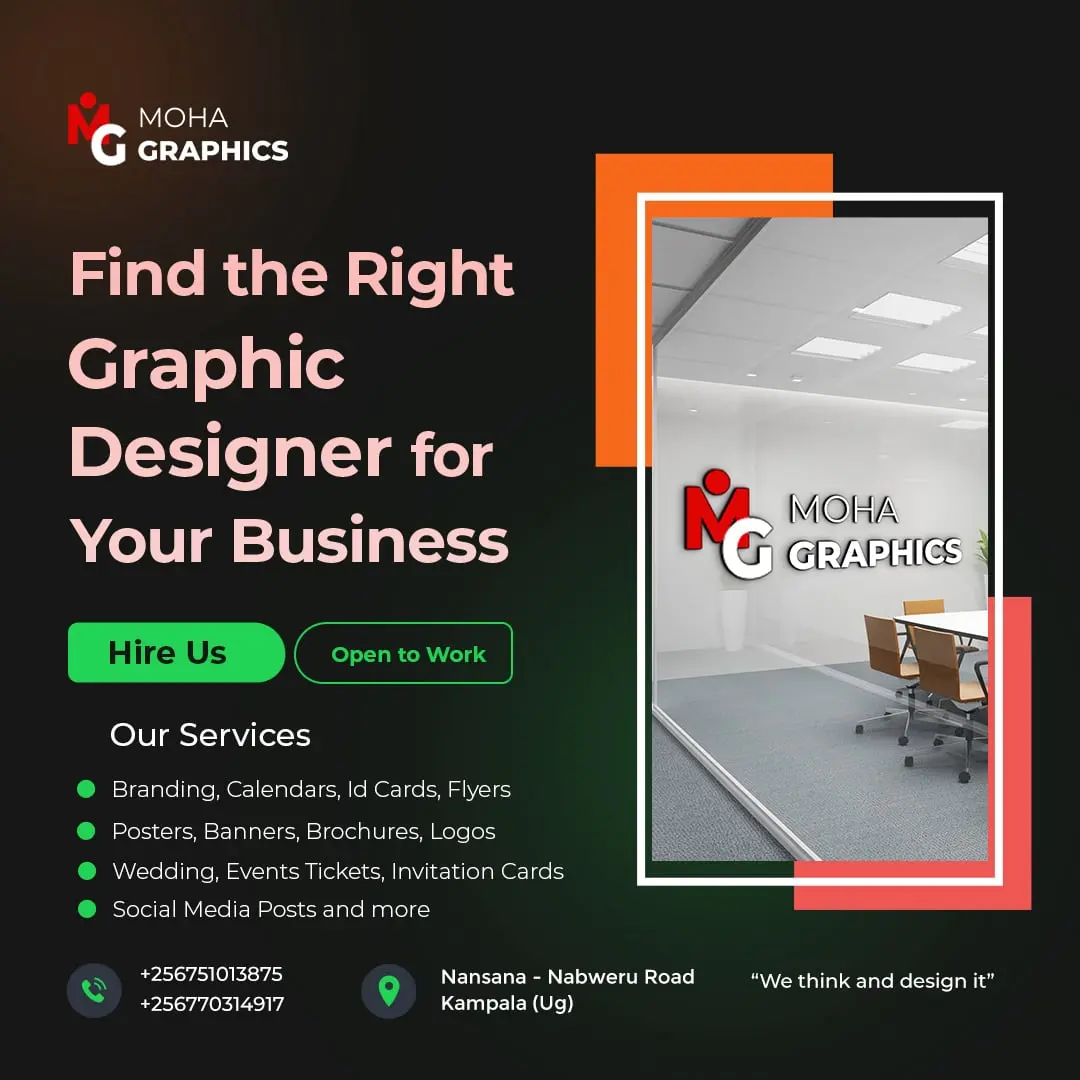 MOHA
GRAPHICS
Find the Right
Graphic
Designer for
Your Business
Hire Us
Open to Work
Our Services
Branding, Calendars, Id Cards, Flyers
Posters, Banners, Brochures, Logos
Wedding, Events Tickets, Invitation Cards
Social Media Posts and more
MG
MOHA
GRAPHICS
+256751013875
+256770314917
Nansana - Nabweru Road
Kampala (Ug)
“We think and design it”